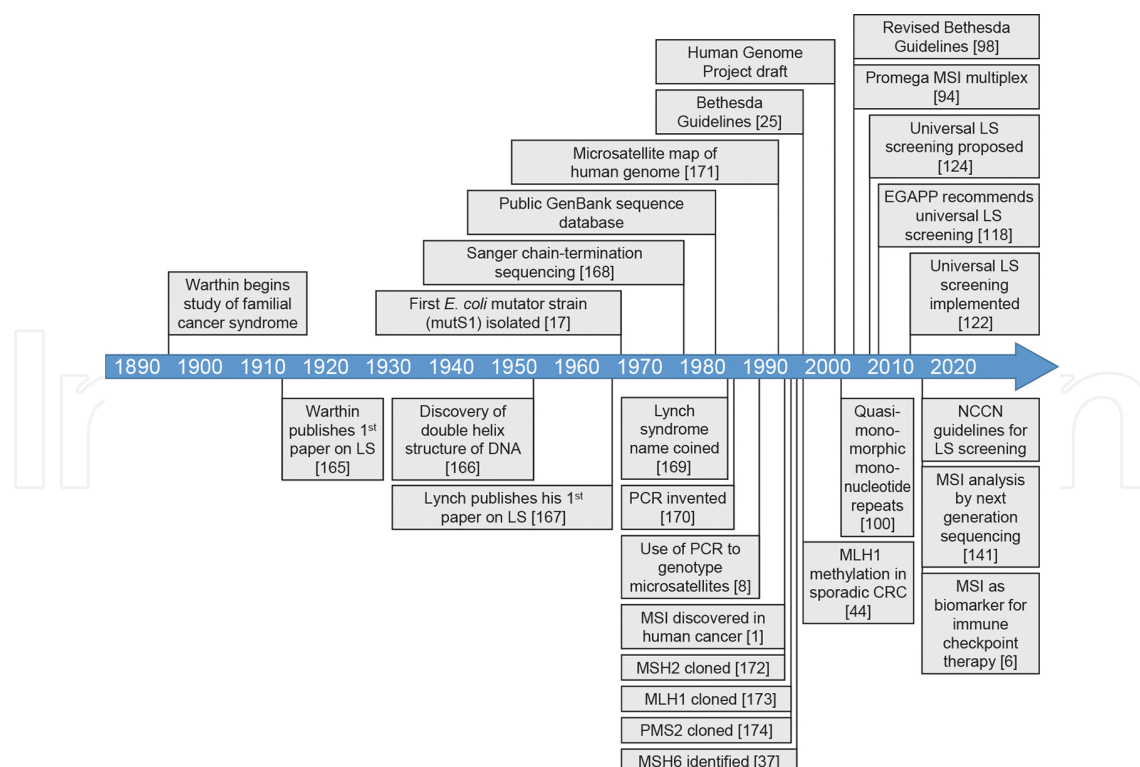 Revised Bethesda
Guidelines [98]
Human Genome
Project draft
Promega MSI multiplex
[94]
Bethesda
Guidelines [25]
Universal LS
screening proposed
[124]
Microsatellite map of
human genome [171]
EGAPP recommends
universal LS
screening [118]
Public GenBank sequence
database
Sanger chain-termination
sequencing [168]
Universal LS
screening
implemented
[122]
Warthin begins
study of familial
cancer syndrome
First E. coli mutator strain
(mutS1) isolated [17]
1890 1900 1910 1920 1930 1940 1950 1960 1970 1980 1990 2000 2010 2020
Warthin
publishes 1st
paper on LS
[165]
Discovery of
double helix
structure of DNA
[166]
Lynch publishes his 1st
paper on LS [167]
Lynch
syndrome
name coined
[169]
PCR invented
[170]
Use of PCR to
genotype
microsatellites [8]
MSI discovered in
human cancer [1]
MSH2 cloned [172]
MLH1 cloned [173]
PMS2 cloned [174]
MSH6 identified [37]
Quasi-
mono-
morphic
mono-
nucleotide
repeats
[100]
MLH1
methylation in
sporadic CRC
[44]
NCCN
guidelines for
LS screening
MSI analysis
by next
generation
sequencing
[141]
MSI as
biomarker for
immune
checkpoint
therapy [6]